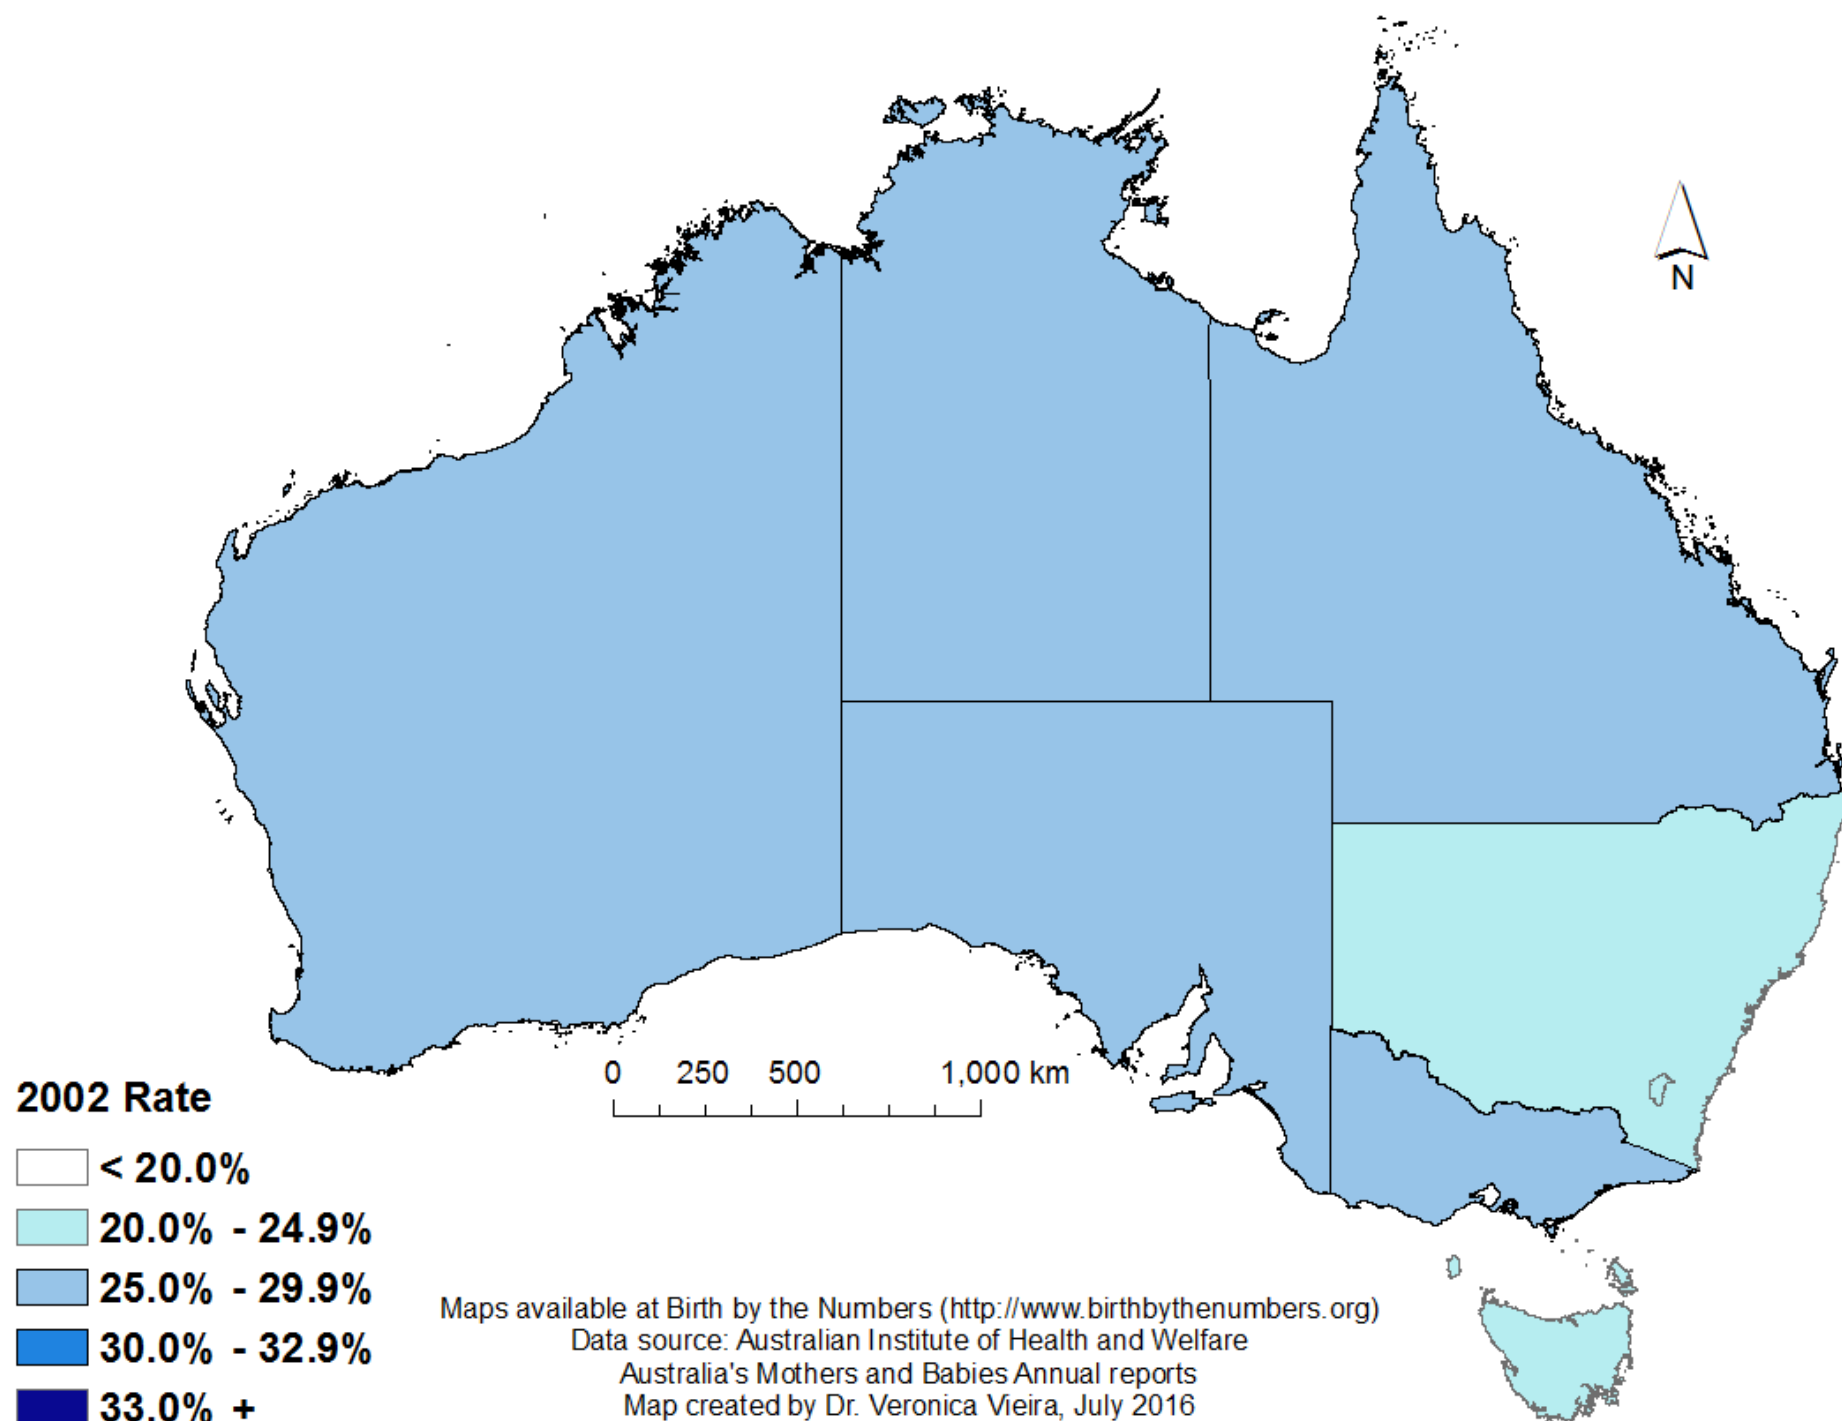 N
0 250 500 1,000 km
2002 Rate
< 20.0%
20.0% - 24.9%
25.0% - 29.9%
30.0% - 32.9%
33.0% +
Maps available at Birth by the Numbers (http://www.birthbythenumbers.org)
Data source: Australian Institute of Health and Welfare
Australia's Mothers and Babies Annual reports
Map created by Dr. Veronica Vieira, July 2016